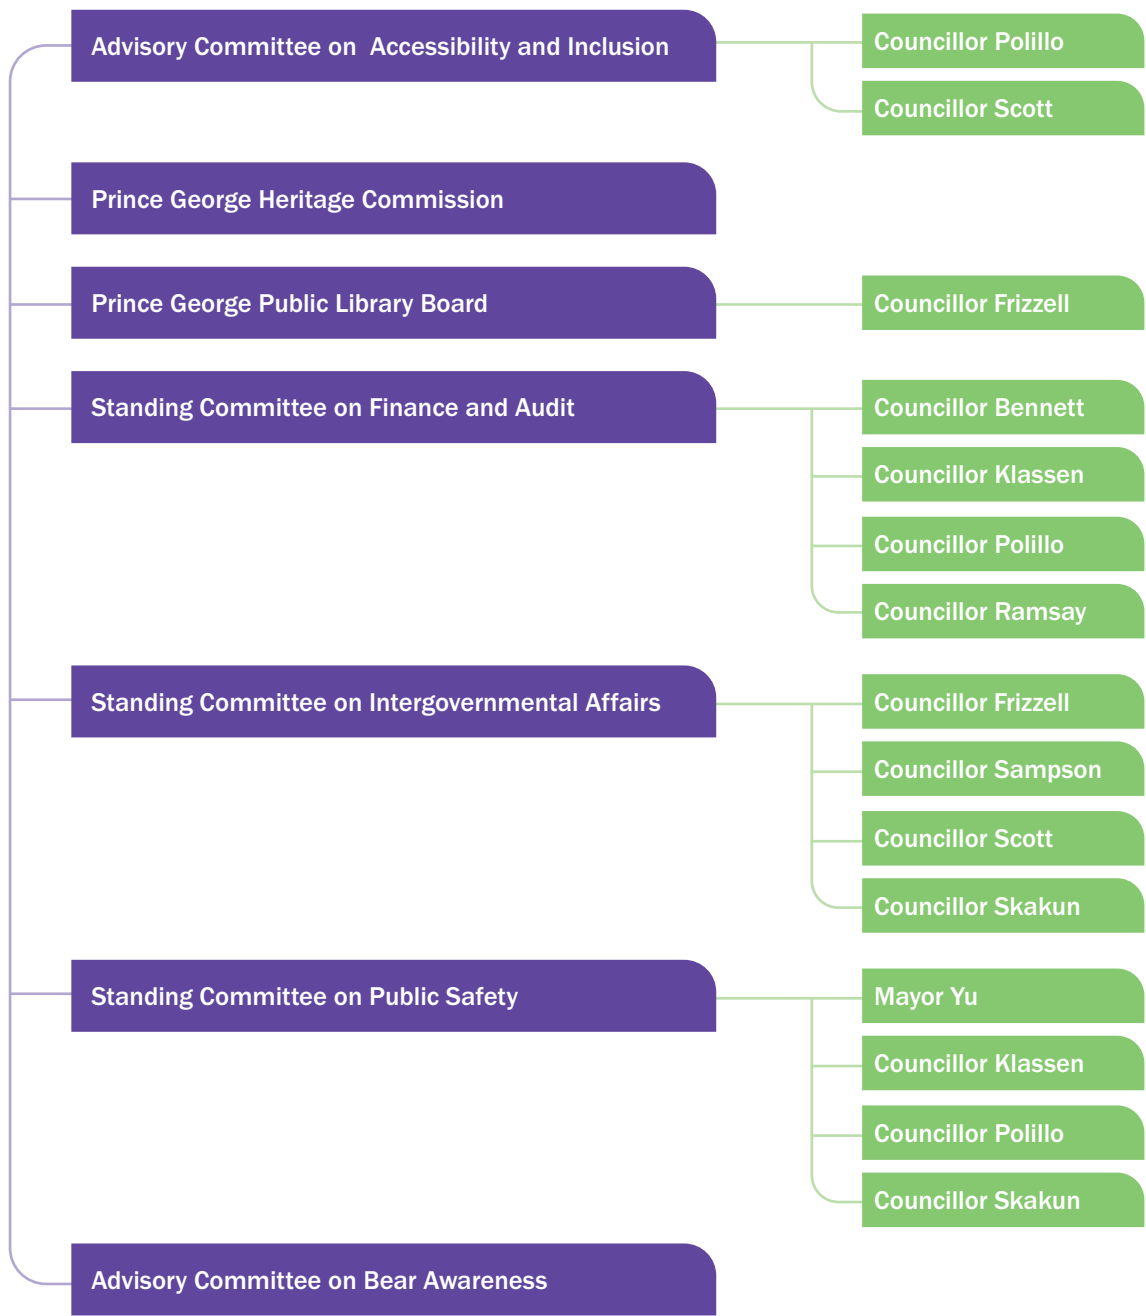 Advisory Committee on Accessibility and Inclusion
Councillor Polillo
Councillor Scott
Prince George Heritage Commission
Prince George Public Library Board
Councillor Frizzell
Standing Committee on Finance and Audit
Councillor Bennett
Councillor Klassen
Councillor Polillo
Councillor Ramsay
Standing Committee on Intergovernmental Affairs
Councillor Frizzell
Councillor Sampson
Councillor Scott
Councillor Skakun
Standing Committee on Public Safety
Mayor Yu
Councillor Klassen
Councillor Polillo
Councillor Skakun
Advisory Committee on Bear Awareness